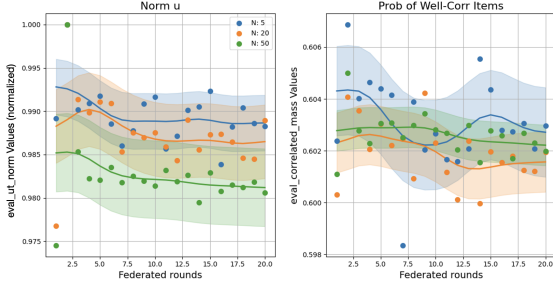 Norm u
Prob of Well-Corr Items
N: 5
N: 20
N: 50
eval_ut_norm Values (normalized)
1.000
0.995
0.990
0.985
0.980
0.975
2.5 5.0 7.5 10.0 12.5 15.0 17.5 20.0
Federated rounds
eval_correlated_mass Values
0.606
0.604
0.602
0.600
0.598
2.5 5.0 7.5 10.0 12.5 15.0 17.5 20.0
Federated rounds